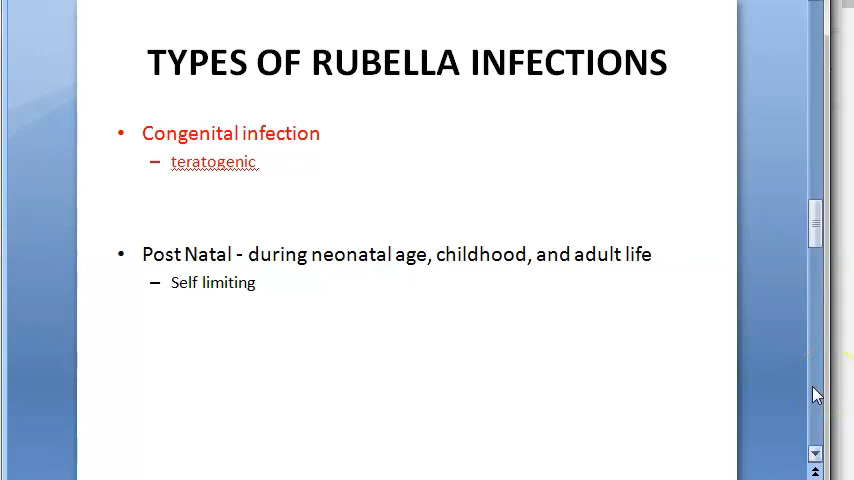 TYPES OF RUBELLA INFECTIONS
• Congenital infection
– teratogenic
• Post Natal - during neonatal age, childhood, and adult life
– Self limiting